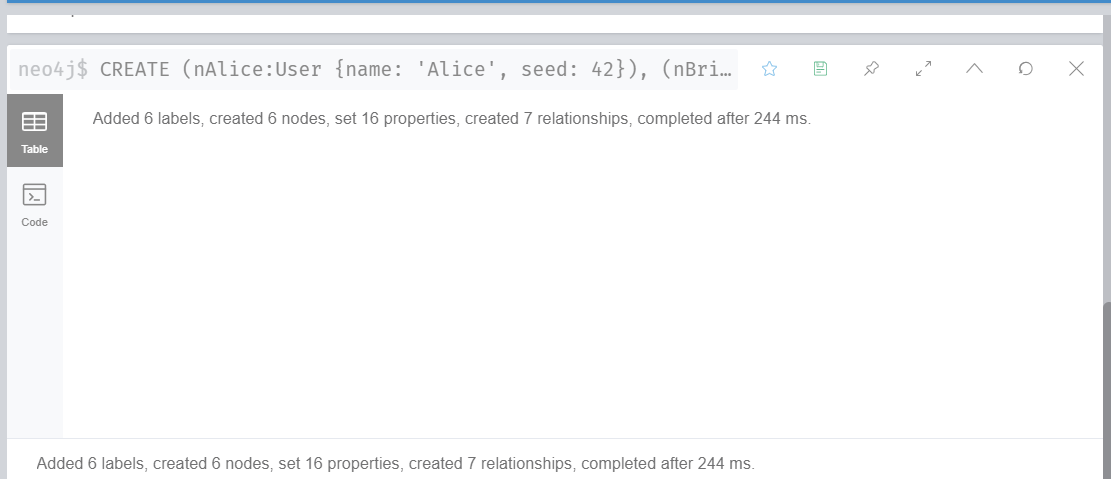 neo4j$ CREATE (nAlice:User {name: 'Alice', seed: 42}), (nBri…
Added 6 labels, created 6 nodes, set 16 properties, created 7 relationships, completed after 244 ms.
Table
Code
Added 6 labels, created 6 nodes, set 16 properties, created 7 relationships, completed after 244 ms.